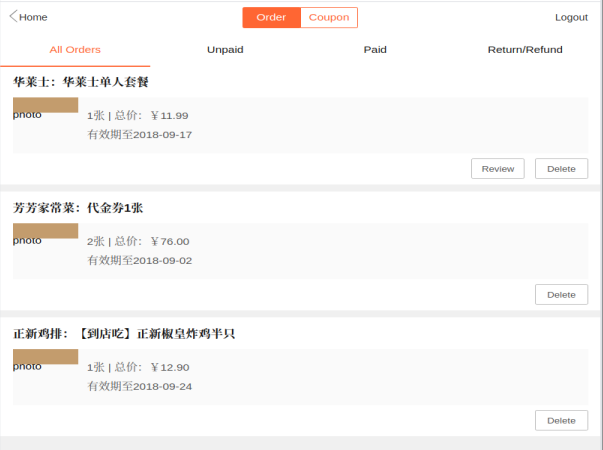 Home
Order
Coupon
Logout
All Orders
Unpaid
Paid
Return/Refund
华莱士：华莱士单人套餐
photo
1张 | 总价：￥11.99
有效期至2018-09-17
Review
Delete
芳芳家常菜：代金券1张
photo
2张 | 总价：￥76.00
有效期至2018-09-02
Delete
正新鸡排：【到店吃】正新椒皇炸鸡半只
photo
1张 | 总价：￥12.90
有效期至2018-09-24
Delete